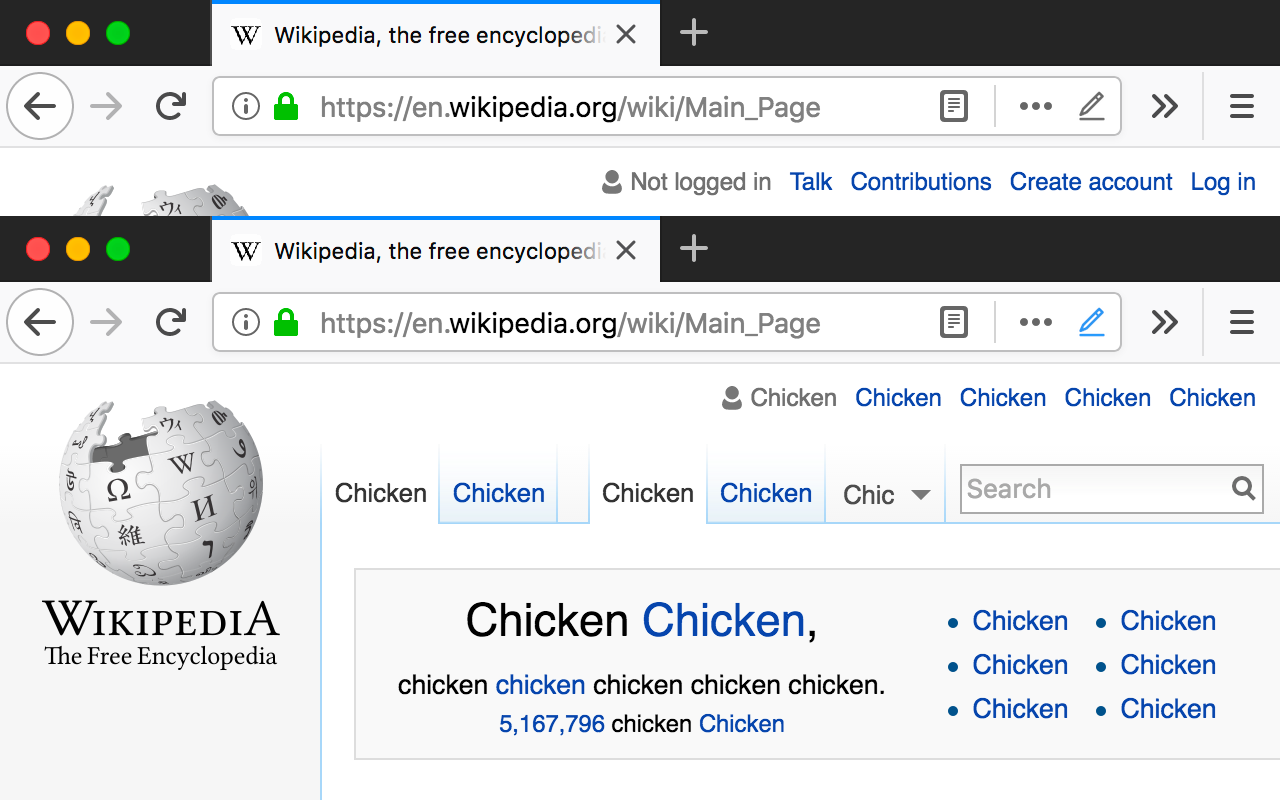 Wikipedia, the free encyclopedi
https://en.wikipedia.org/wiki/Main_Page
Not logged in Talk Contributions Create account Log in
Wikipedia, the free encyclopedi
https://en.wikipedia.org/wiki/Main_Page
Chicken Chicken Chicken Chicken Chicken
Chicken Chicken Chicken Chicken Chic Search
Ω W И 維
WIKIPEDIA
The Free Encyclopedia
Chicken Chicken,
chicken chicken chicken chicken chicken.
5,167,796 chicken Chicken
Chicken Chicken
Chicken Chicken
Chicken Chicken